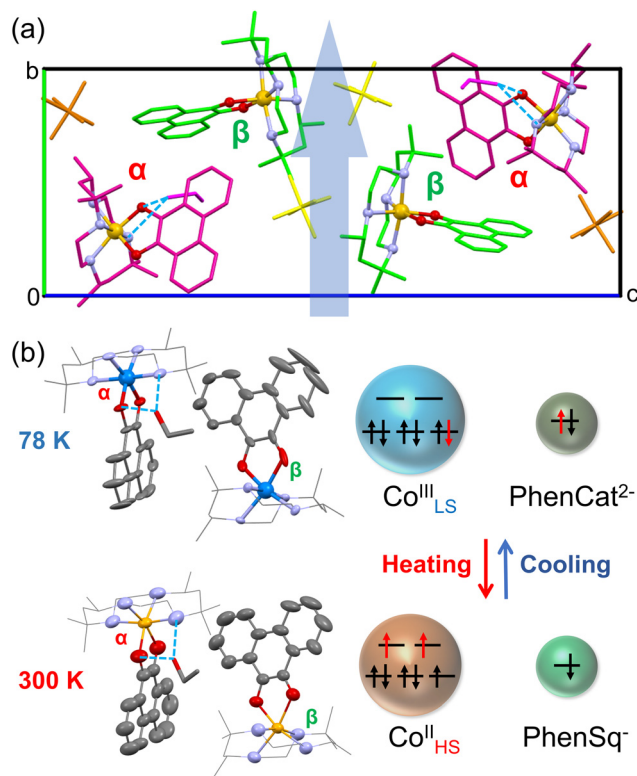 (a)
b
β
α
α
β
0
c
(b)
α
78 K
β
Co^III_LS
PhenCat^2-
Heating
Cooling
α
300 K
β
Co^II_HS
PhenSq^-